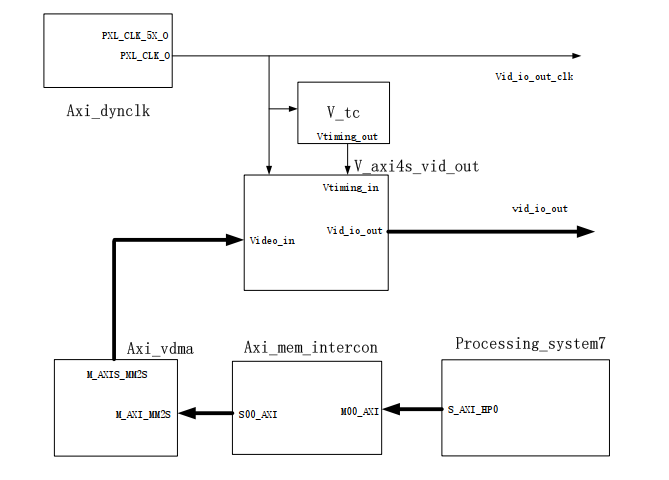 PXL_CLK_5X_O
PXL_CLK_O
Vid_io_out_clk
Axi_dynclk
V_tc
Vtiming_out
V_axi4s_vid_out
Vtiming_in
vid_io_out
Vid_io_out
Video_in
Axi_vdma
Axi_mem_intercon
Processing_system7
M_AXIS_MM2S
M_AXI_MM2S
S00_AXI
M00_AXI
S_AXI_HP0